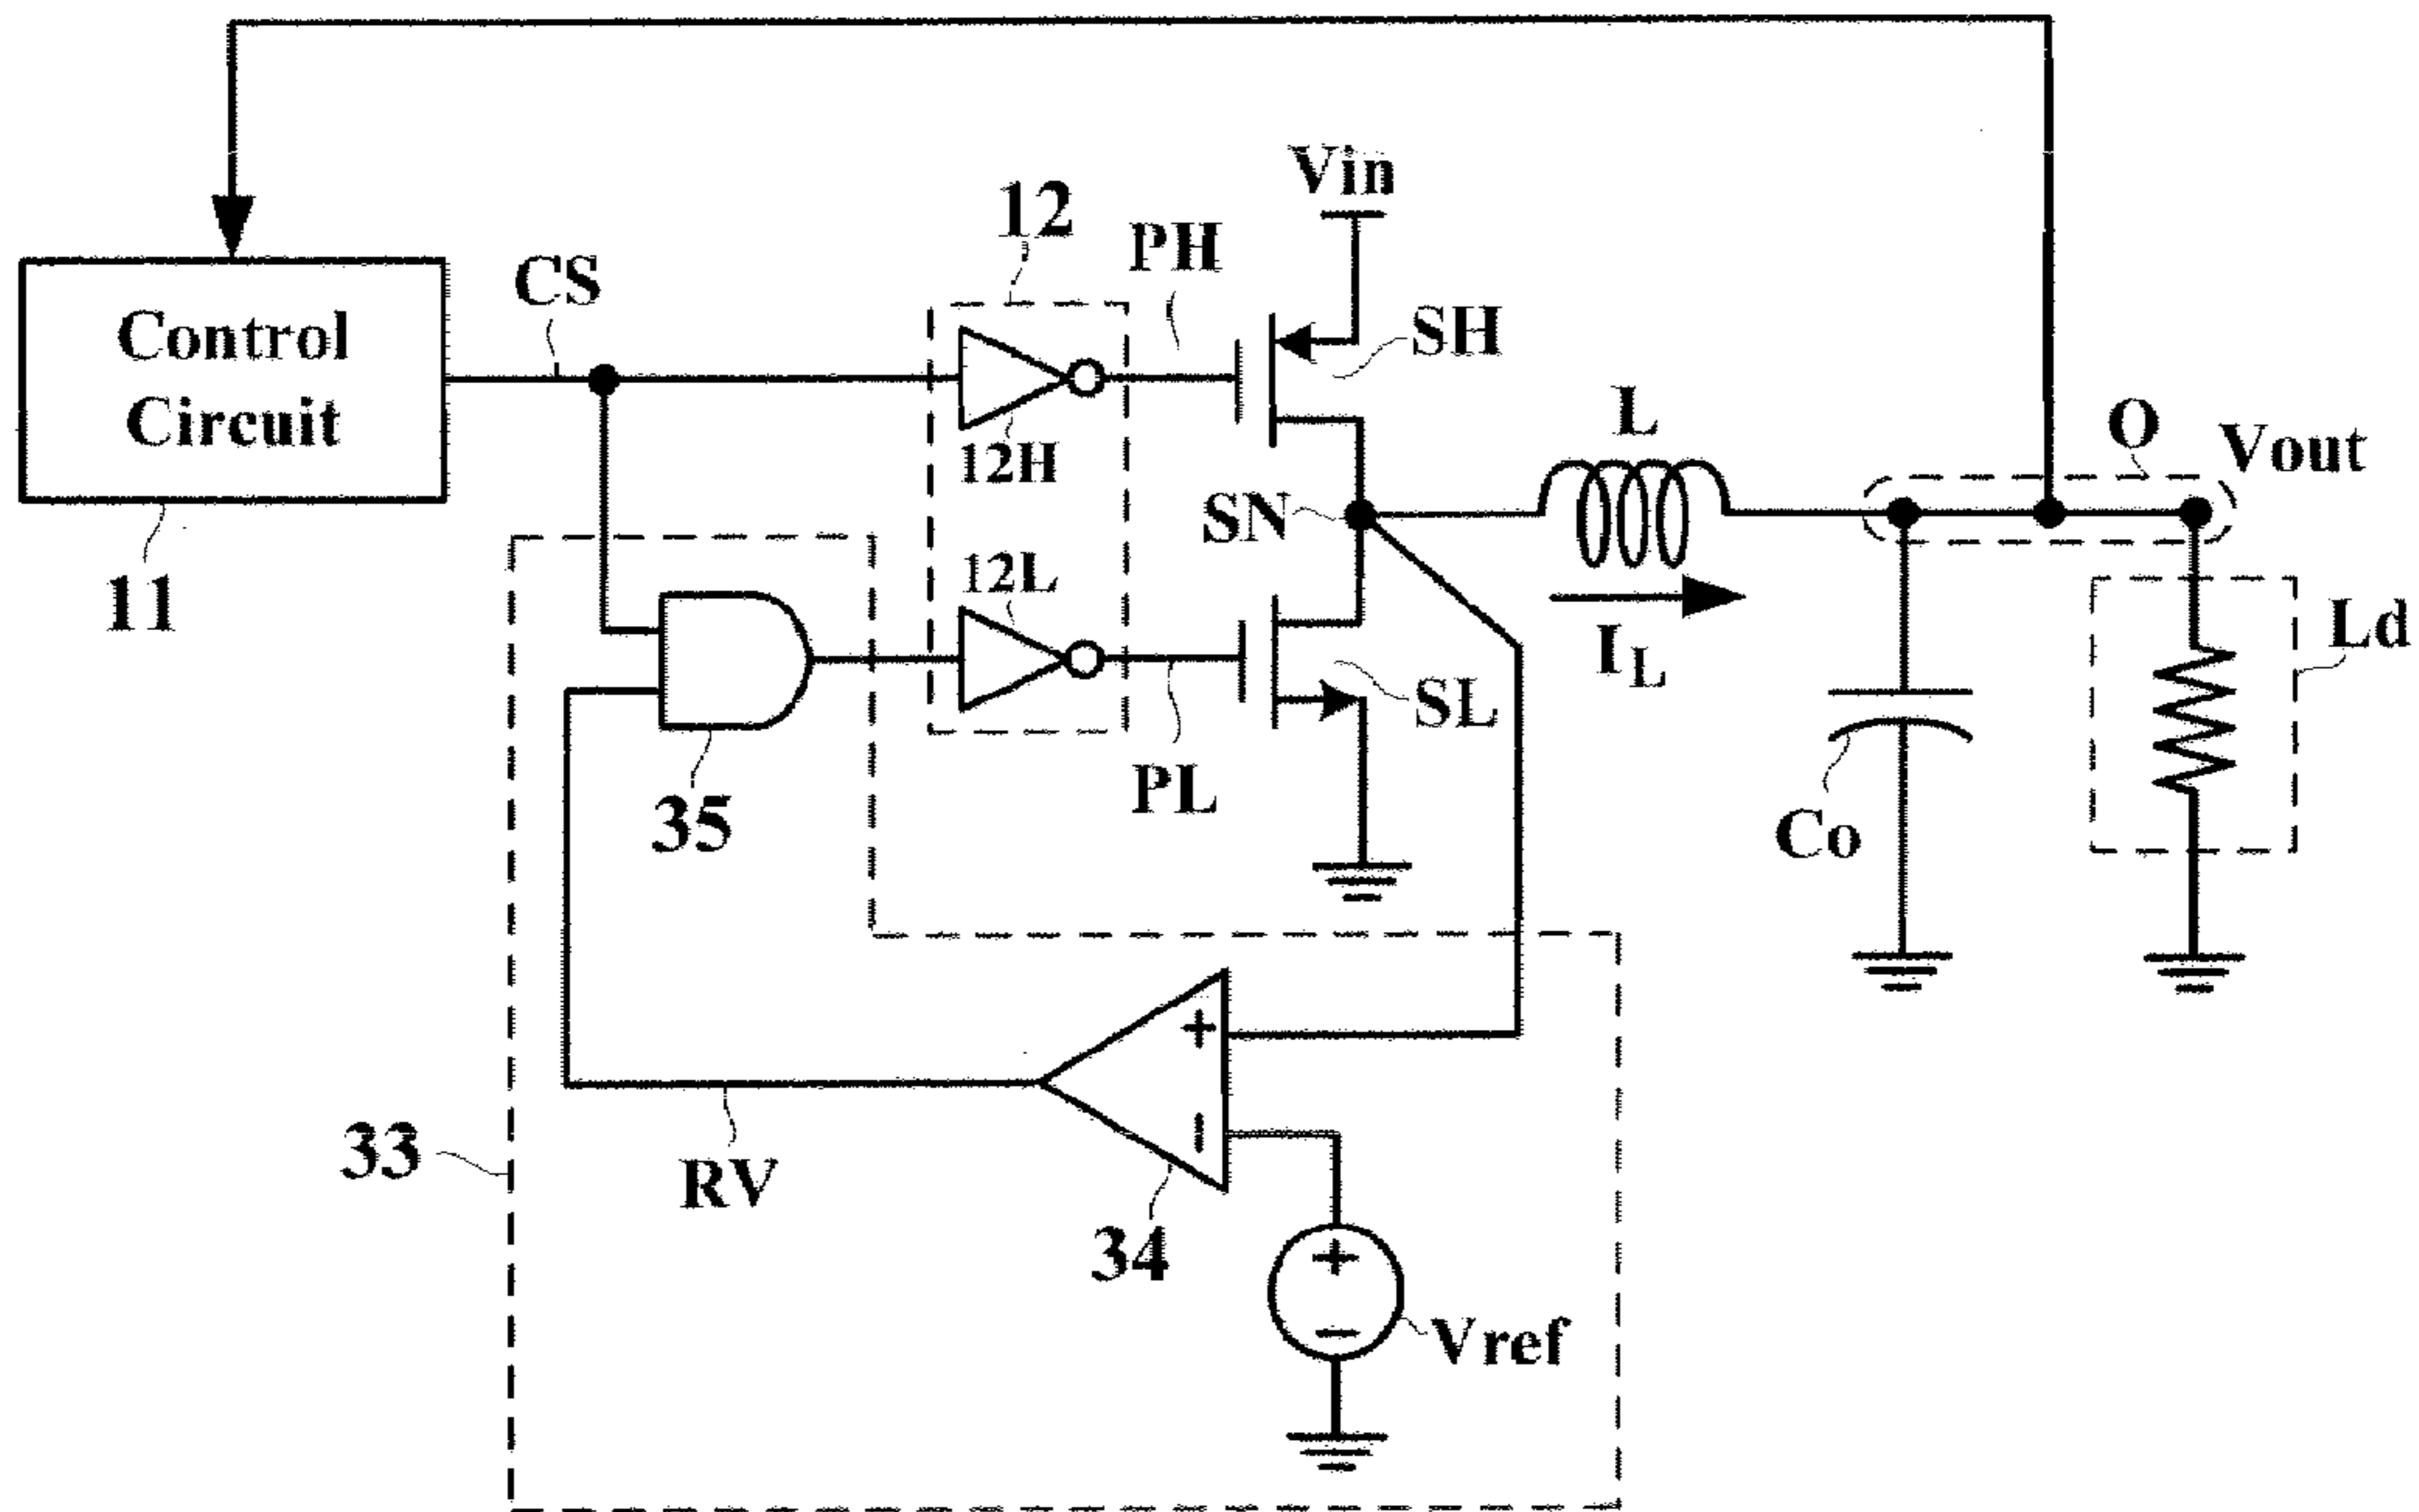 Vin
12
PH
CS
SH
Control
Circuit
L
O
Vout
12H
SN
12L
11
Ld
I_L
SL
PL
35
Co
+
−
33
RV
34
+
−
Vref